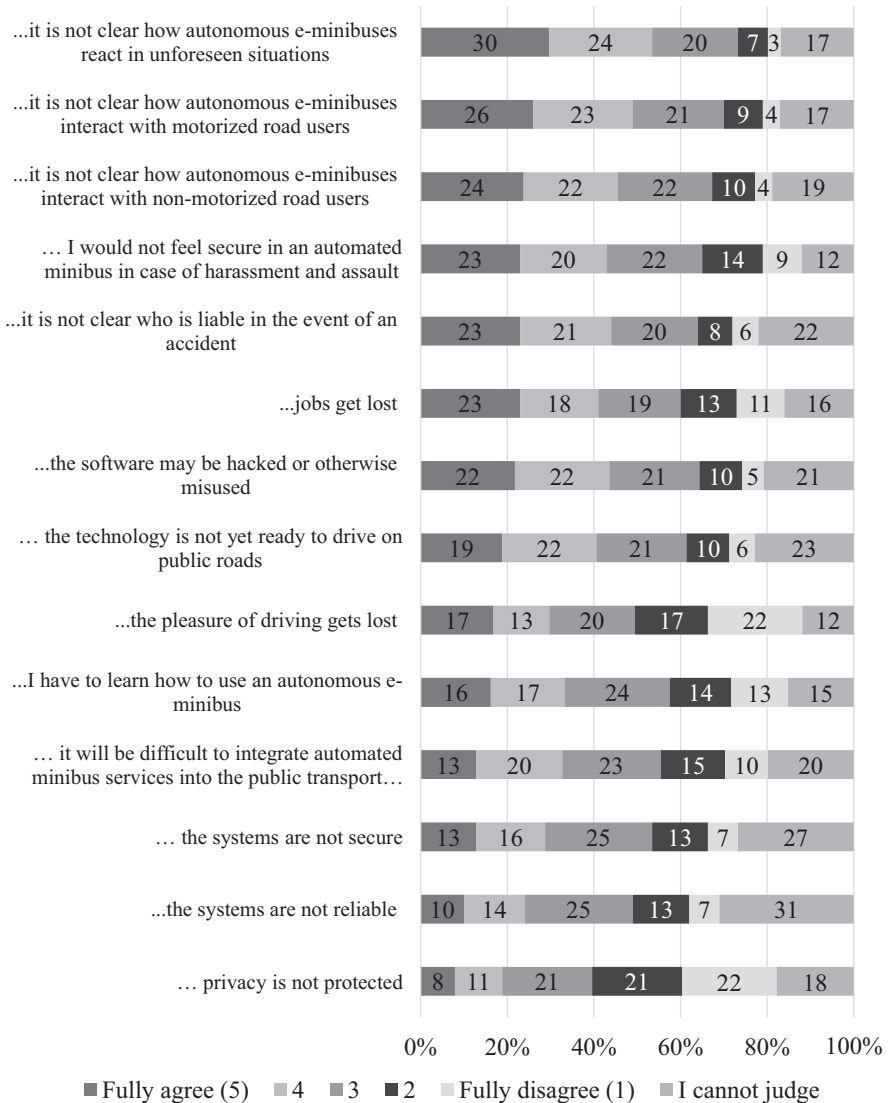 ...it is not clear how autonomous e-minibuses
react in unforeseen situations
30 24 20 7 3 17
...it is not clear how autonomous e-minibuses
interact with motorized road users
26 23 21 9 4 17
...it is not clear how autonomous e-minibuses
interact with non-motorized road users
24 22 22 10 4 19
… I would not feel secure in an automated
minibus in case of harassment and assault
23 20 22 14 9 12
...it is not clear who is liable in the event of an
accident
23 21 20 8 6 22
...jobs get lost
23 18 19 13 11 16
...the software may be hacked or otherwise
misused
22 22 21 10 5 21
… the technology is not yet ready to drive on
public roads
19 22 21 10 6 23
...the pleasure of driving gets lost
17 13 20 17 22 12
...I have to learn how to use an autonomous e-
minibus
16 17 24 14 13 15
… it will be difficult to integrate automated
minibus services into the public transport…
13 20 23 15 10 20
… the systems are not secure
13 16 25 13 7 27
...the systems are not reliable
10 14 25 13 7 31
… privacy is not protected
8 11 21 21 22 18
0% 20% 40% 60% 80% 100%
Fully agree (5) 4 3 2 Fully disagree (1) I cannot judge